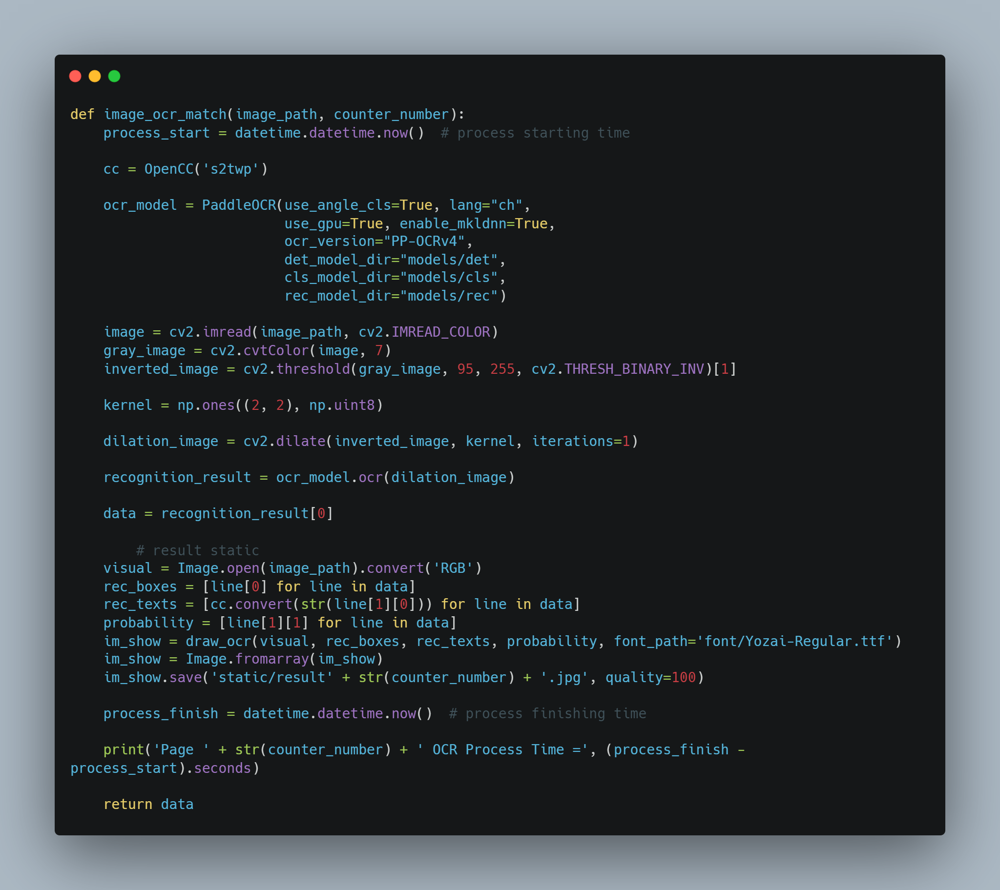 def image_ocr_match(image_path, counter_number):
    process_start = datetime.datetime.now()  # process starting time

    cc = OpenCC('s2twp')

    ocr_model = PaddleOCR(use_angle_cls=True, lang="ch",
                          use_gpu=True, enable_mkldnn=True,
                          ocr_version="PP-OCRv4",
                          det_model_dir="models/det",
                          cls_model_dir="models/cls",
                          rec_model_dir="models/rec")

    image = cv2.imread(image_path, cv2.IMREAD_COLOR)
    gray_image = cv2.cvtColor(image, 7)
    inverted_image = cv2.threshold(gray_image, 95, 255, cv2.THRESH_BINARY_INV)[1]

    kernel = np.ones((2, 2), np.uint8)

    dilation_image = cv2.dilate(inverted_image, kernel, iterations=1)

    recognition_result = ocr_model.ocr(dilation_image)

    data = recognition_result[0]

        # result static
    visual = Image.open(image_path).convert('RGB')
    rec_boxes = [line[0] for line in data]
    rec_texts = [cc.convert(str(line[1][0])) for line in data]
    probability = [line[1][1] for line in data]
    im_show = draw_ocr(visual, rec_boxes, rec_texts, probability, font_path='font/Yozai-Regular.ttf')
    im_show = Image.fromarray(im_show)
    im_show.save('static/result' + str(counter_number) + '.jpg', quality=100)

    process_finish = datetime.datetime.now()  # process finishing time

    print('Page ' + str(counter_number) + ' OCR Process Time =', (process_finish -
process_start).seconds)

    return data